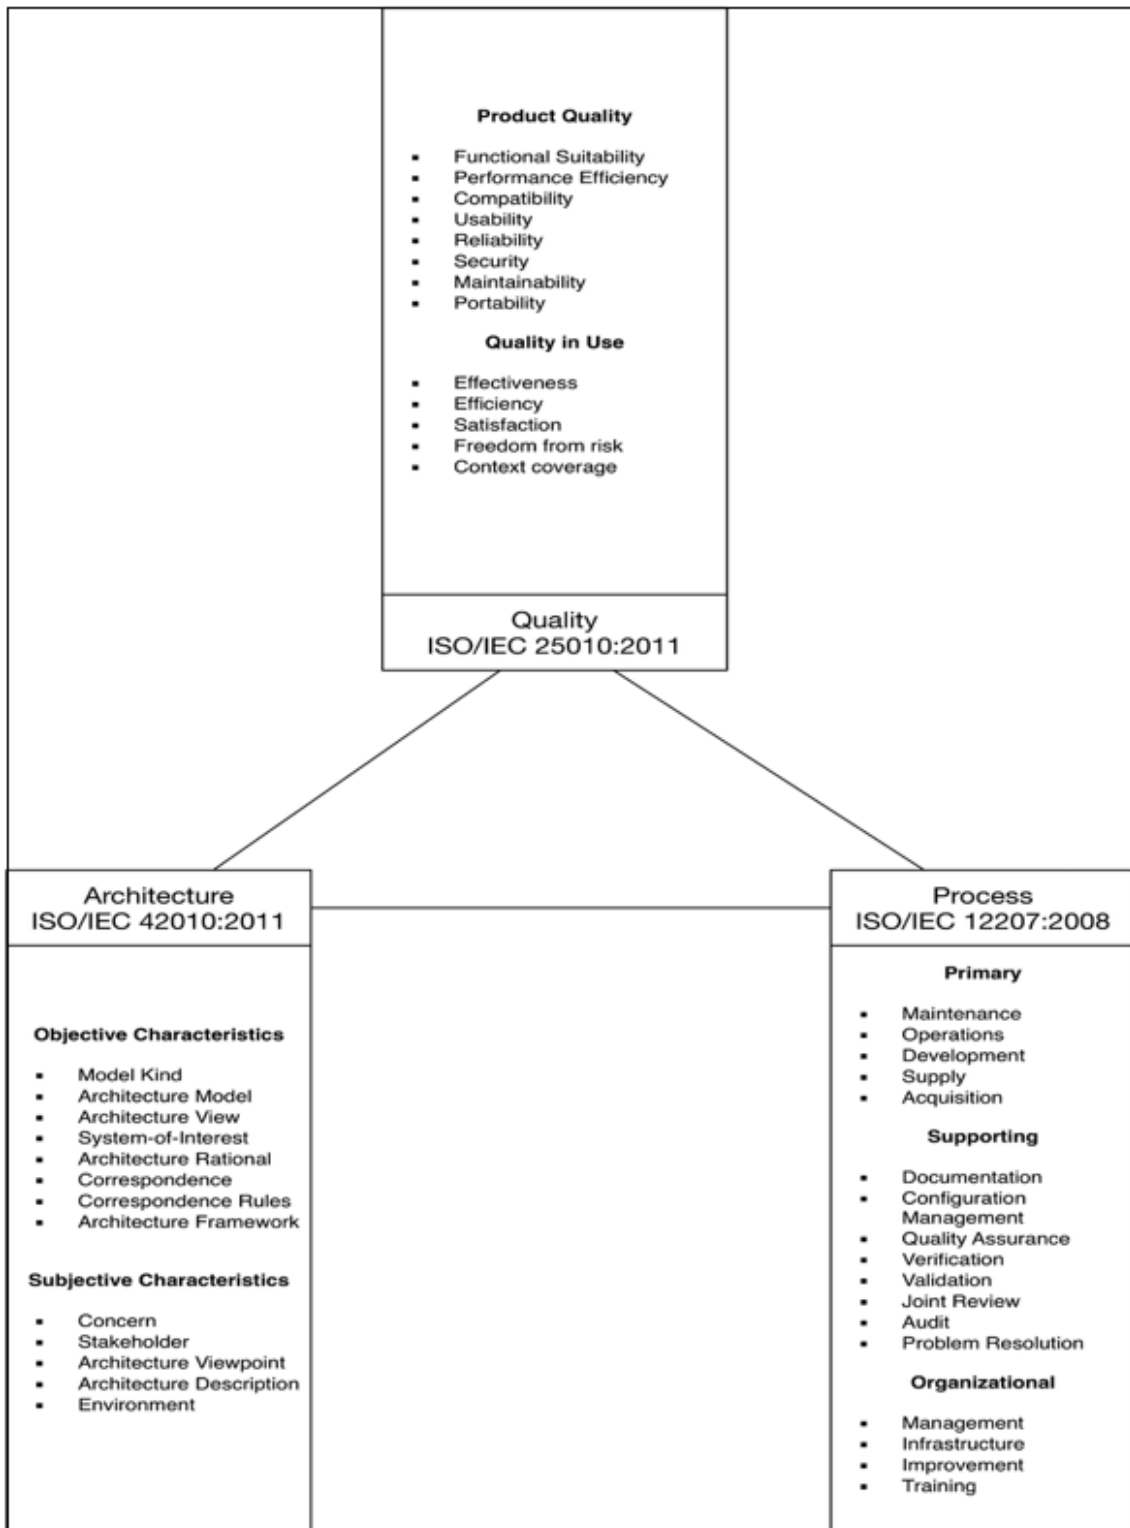 Product Quality
▪ Functional Suitability
▪ Performance Efficiency
▪ Compatibility
▪ Usability
▪ Reliability
▪ Security
▪ Maintainability
▪ Portability
Quality in Use
▪ Effectiveness
▪ Efficiency
▪ Satisfaction
▪ Freedom from risk
▪ Context coverage
Quality
ISO/IEC 25010:2011
Architecture
ISO/IEC 42010:2011
Objective Characteristics
▪ Model Kind
▪ Architecture Model
▪ Architecture View
▪ System-of-Interest
▪ Architecture Rational
▪ Correspondence
▪ Correspondence Rules
▪ Architecture Framework
Subjective Characteristics
▪ Concern
▪ Stakeholder
▪ Architecture Viewpoint
▪ Architecture Description
▪ Environment
Process
ISO/IEC 12207:2008
Primary
▪ Maintenance
▪ Operations
▪ Development
▪ Supply
▪ Acquisition
Supporting
▪ Documentation
▪ Configuration
Management
▪ Quality Assurance
▪ Verification
▪ Validation
▪ Joint Review
▪ Audit
▪ Problem Resolution
Organizational
▪ Management
▪ Infrastructure
▪ Improvement
▪ Training